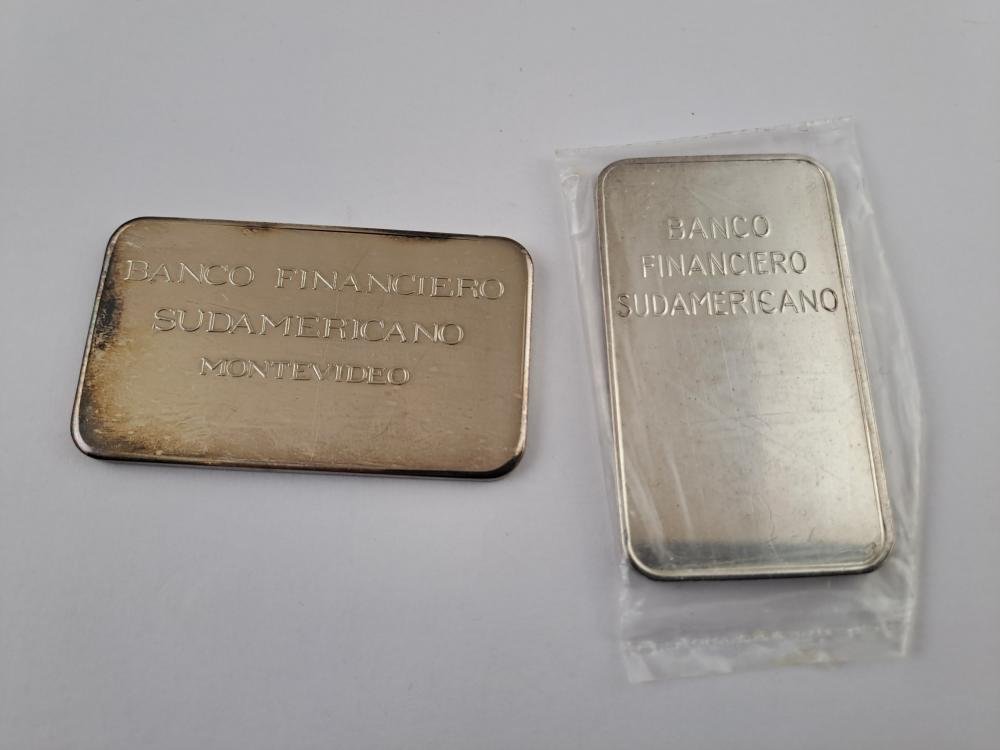 BANCO FINANCIERO
SUDAMERICANO
MONTEVIDEO
BANCO
FINANCIERO
SUDAMERICANO